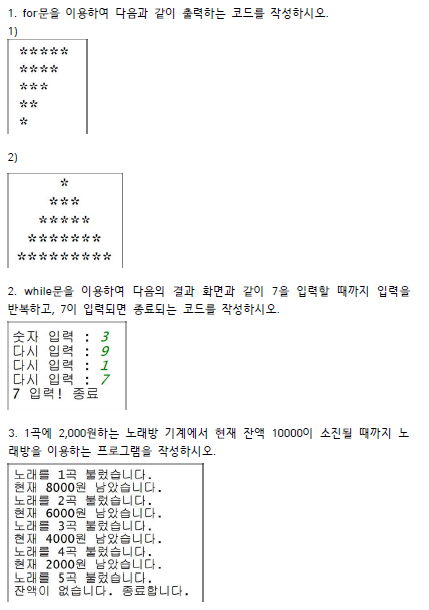 1. for문을 이용하여 다음과 같이 출력하는 코드를 작성하시오.
1)
*****
****
***
**
*
2)
*
***
*****
*******
*********
2. while문을 이용하여 다음의 결과 화면과 같이 7을 입력할 때까지 입력을
반복하고, 7이 입력되면 종료되는 코드를 작성하시오.
숫자 입력 : 3
다시 입력 : 9
다시 입력 : 1
다시 입력 : 7
7 입력! 종료
3. 1곡에 2,000원하는 노래방 기계에서 현재 잔액 10000이 소진될 때까지 노
래방을 이용하는 프로그램을 작성하시오.
노래를 1곡 불렀습니다.
현재 8000원 남았습니다.
노래를 2곡 불렀습니다.
현재 6000원 남았습니다.
노래를 3곡 불렀습니다.
현재 4000원 남았습니다.
노래를 4곡 불렀습니다.
현재 2000원 남았습니다.
노래를 5곡 불렀습니다.
잔액이 없습니다. 종료합니다.